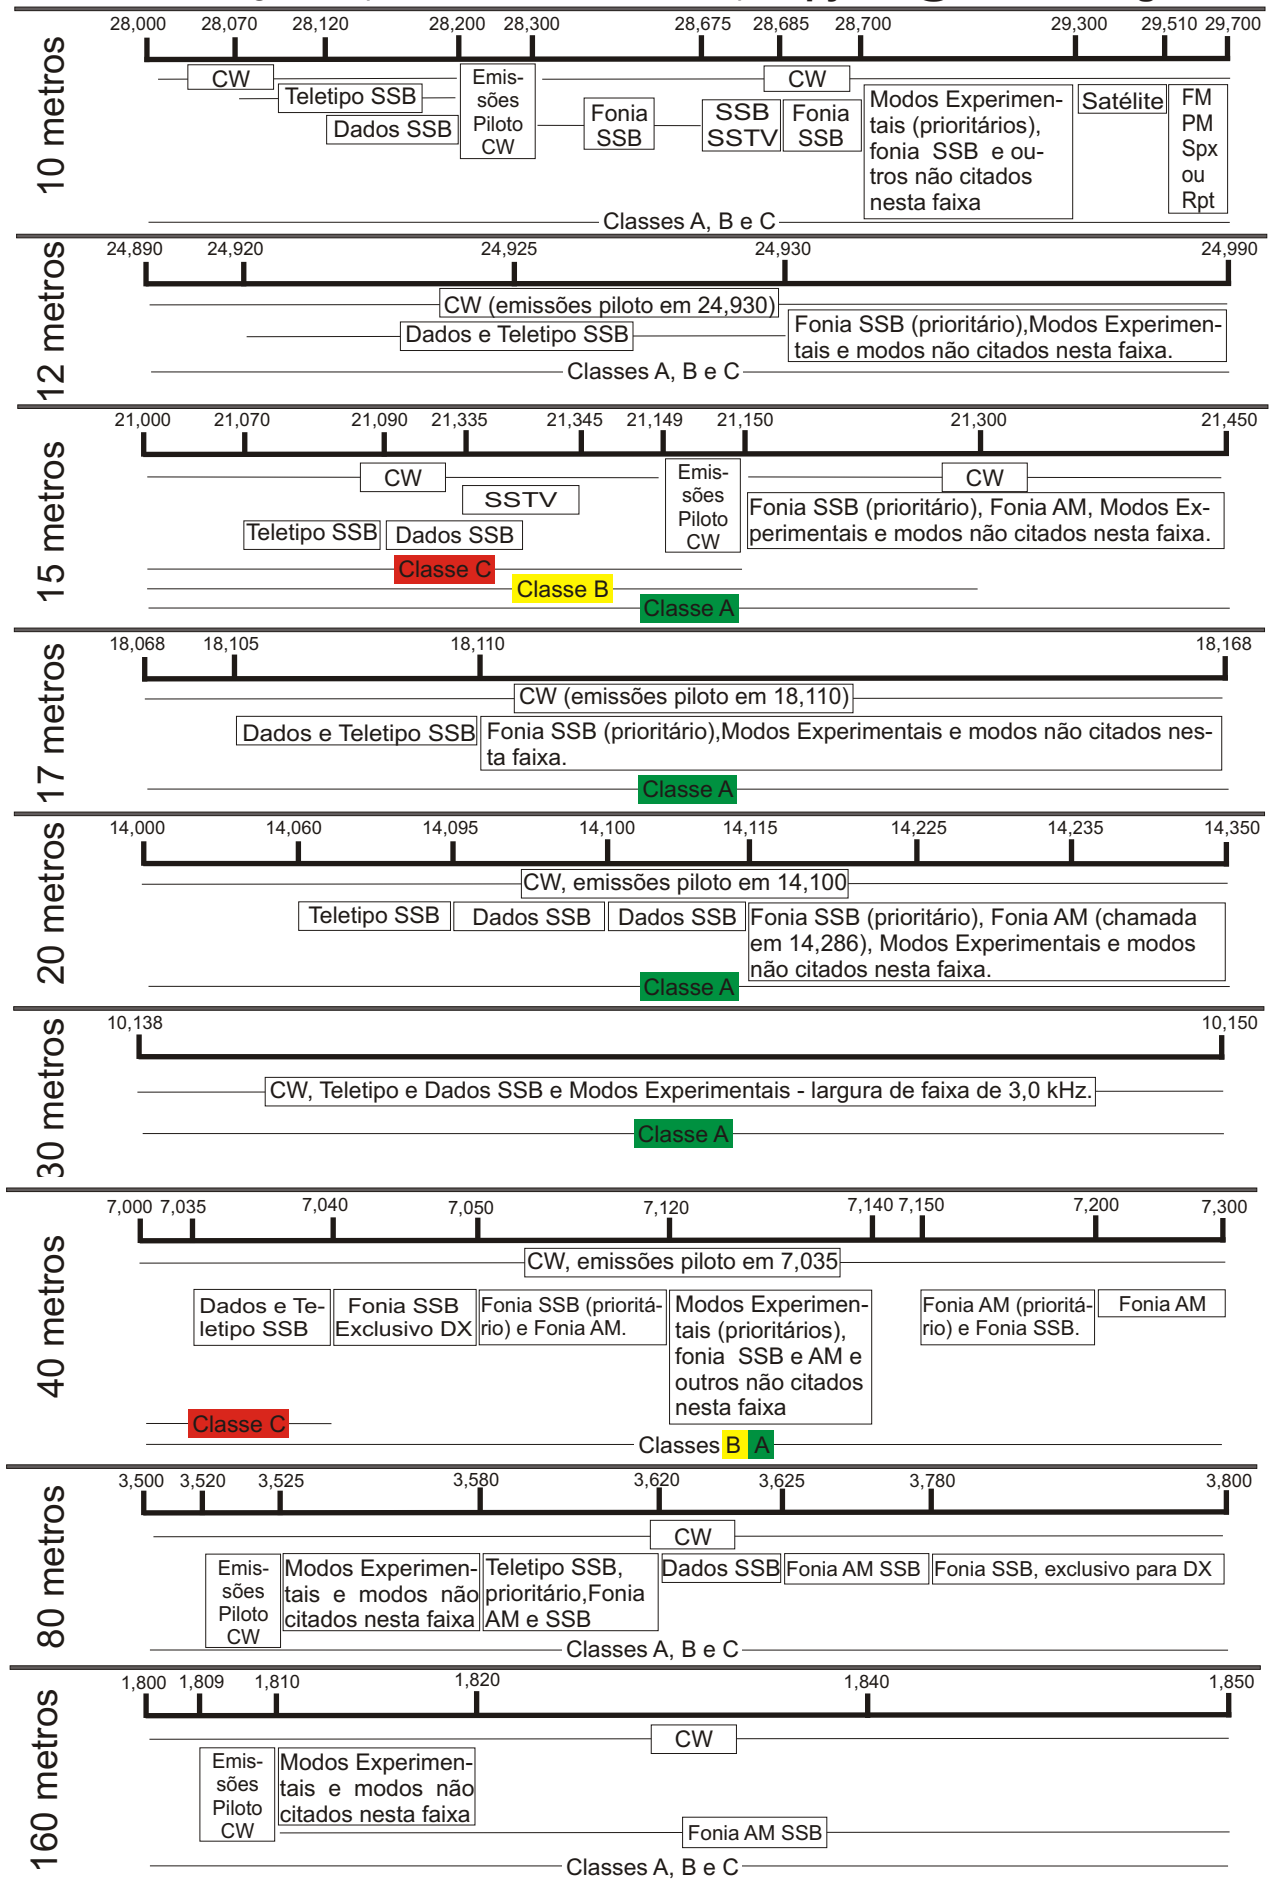 10 metros
28,000 28,070 28,120 28,200 28,300 28,675 28,685 28,700 29,300 29,510 29,700
CW
Teletipo SSB
Dados SSB
Emis-
sões
Piloto
CW
Fonia
SSB
SSB
SSTV
CW
Fonia
SSB
Modos Experimen-
tais (prioritários),
fonia SSB e ou-
tros não citados
nesta faixa
Satélite
FM
PM
Spx
ou
Rpt
Classes A, B e C
12 metros
24,890 24,920 24,925 24,930 24,990
CW (emissões piloto em 24,930)
Dados e Teletipo SSB
Fonia SSB (prioritário),Modos Experimen-
tais e modos não citados nesta faixa.
Classes A, B e C
15 metros
21,000 21,070 21,090 21,335 21,345 21,149 21,150 21,300 21,450
CW
SSTV
Teletipo SSB
Dados SSB
Emis-
sões
Piloto
CW
CW
Fonia SSB (prioritário), Fonia AM, Modos Ex-
perimentais e modos não citados nesta faixa.
Classe C
Classe B
Classe A
17 metros
18,068 18,105 18,110 18,168
CW (emissões piloto em 18,110)
Dados e Teletipo SSB
Fonia SSB (prioritário),Modos Experimentais e modos não citados nes-
ta faixa.
Classe A
20 metros
14,000 14,060 14,095 14,100 14,115 14,225 14,235 14,350
CW, emissões piloto em 14,100
Teletipo SSB
Dados SSB
Dados SSB
Fonia SSB (prioritário), Fonia AM (chamada
em 14,286), Modos Experimentais e modos
não citados nesta faixa.
Classe A
30 metros
10,138 10,150
CW, Teletipo e Dados SSB e Modos Experimentais - largura de faixa de 3,0 kHz.
Classe A
40 metros
7,000 7,035 7,040 7,050 7,120 7,140 7,150 7,200 7,300
CW, emissões piloto em 7,035
Dados e Te-
letipo SSB
Fonia SSB
Exclusivo DX
Fonia SSB (prioritá-
rio) e Fonia AM.
Modos Experimen-
tais (prioritários),
fonia SSB e AM e
outros não citados
nesta faixa
Fonia AM (prioritá-
rio) e Fonia SSB.
Fonia AM
Classe C
Classes B A
80 metros
3,500 3,520 3,525 3,580 3,620 3,625 3,780 3,800
CW
Emis-
sões
Piloto
CW
Modos Experimen-
tais e modos não
citados nesta faixa
Teletipo SSB,
prioritário,Fonia
AM e SSB
Dados SSB
Fonia AM SSB
Fonia SSB, exclusivo para DX
Classes A, B e C
160 metros
1,800 1,809 1,810 1,820 1,840 1,850
CW
Emis-
sões
Piloto
CW
Modos Experimen-
tais e modos não
citados nesta faixa
Fonia AM SSB
Classes A, B e C